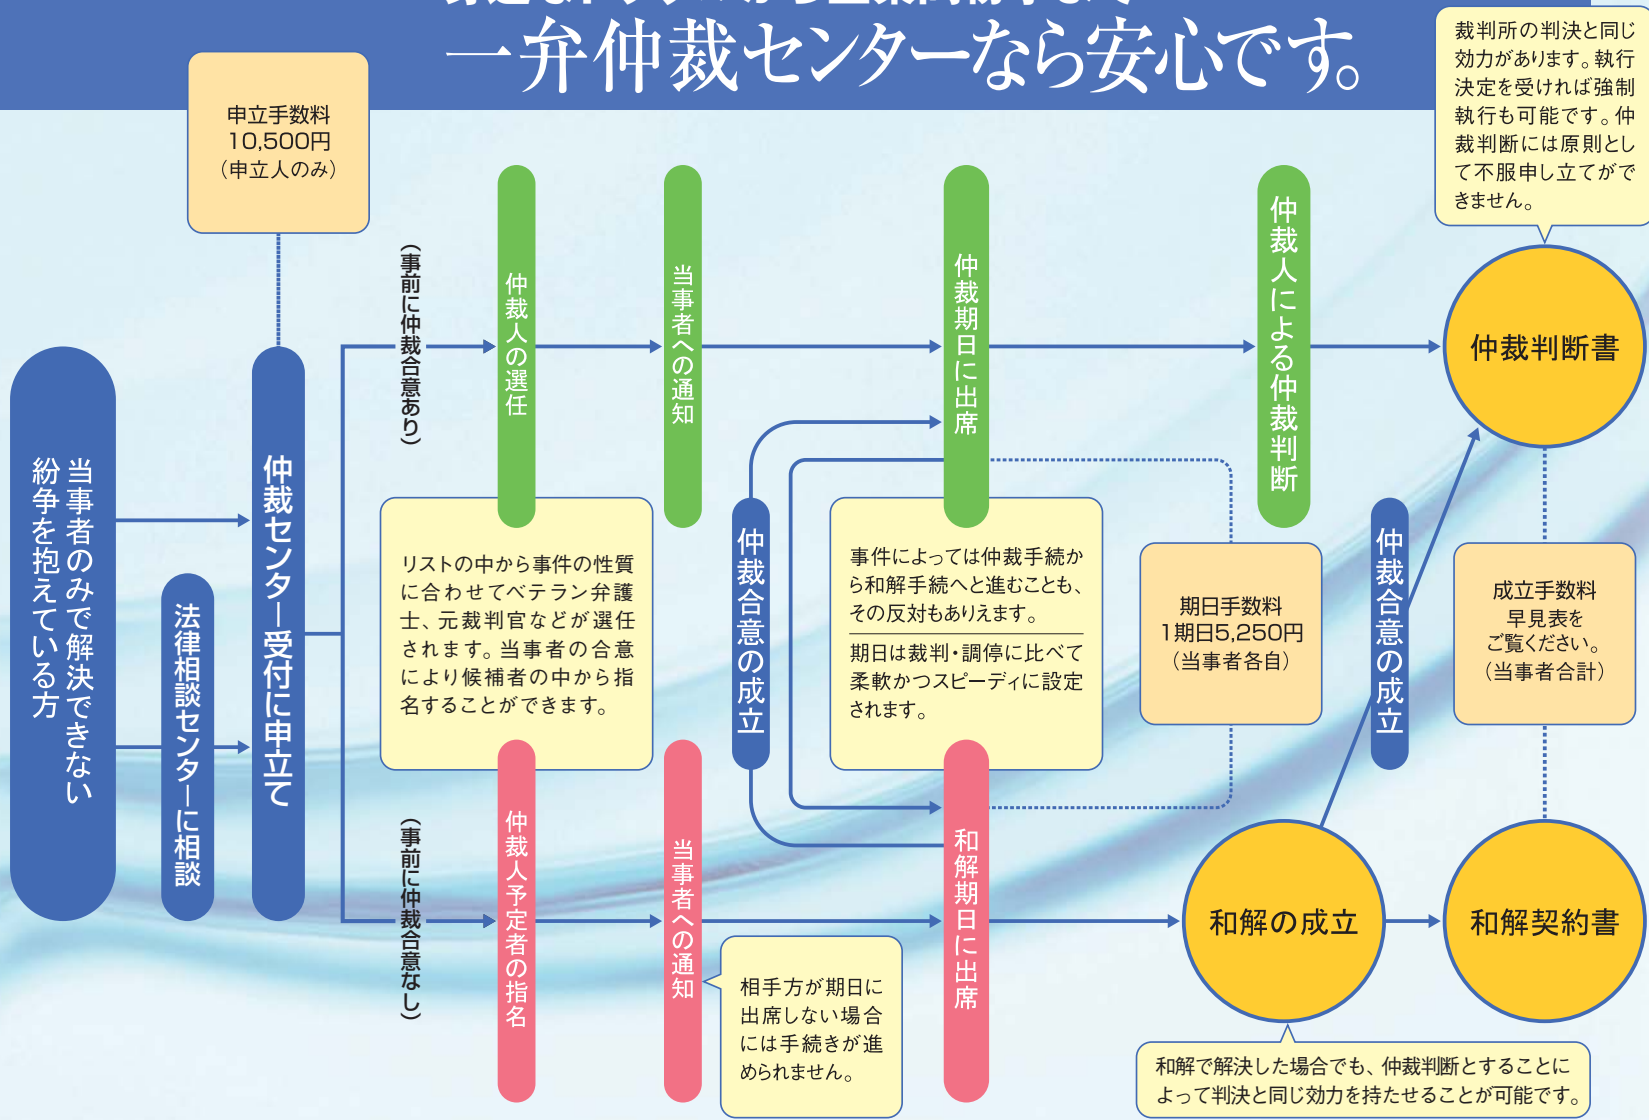 一弁仲裁センターなら安心です。
裁判所の判決と同じ
効力があります。執行
決定を受ければ強制
執行も可能です。仲
裁判断には原則とし
て不服申し立てがで
きません。
申立手数料
10,500円
（申立人のみ）
当事者のみで解決できない
紛争を抱えている方
法律相談センターに相談
仲裁センター受付に申立て
（事前に仲裁合意あり）
仲裁人の選任
当事者への通知
仲裁期日に出席
仲裁人による仲裁判断
仲裁判断書
リストの中から事件の性質
に合わせてベテラン弁護
士、元裁判官などが選任
されます。当事者の合意
により候補者の中から指
名することができます。
仲裁合意の成立
事件によっては仲裁手続か
ら和解手続へと進むことも、
その反対もありえます。
期日は裁判・調停に比べて
柔軟かつスピーディに設定
されます。
期日手数料
1期日5,250円
（当事者各自）
仲裁合意の成立
成立手数料
早見表を
ご覧ください。
（当事者合計）
（事前に仲裁合意なし）
仲裁人予定者の指名
当事者への通知
相手方が期日に
出席しない場合
には手続きが進
められません。
和解期日に出席
和解の成立
和解契約書
和解で解決した場合でも、仲裁判断とすることに
よって判決と同じ効力を持たせることが可能です。